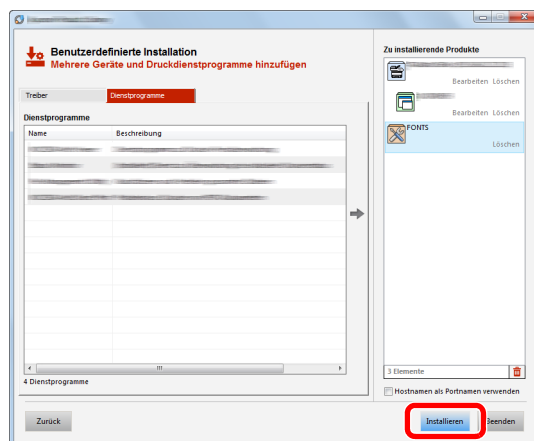 Benutzerdefinierte Installation
Mehrere Geräte und Druckdienstprogramme hinzufügen
Treiber
Dienstprogramme
Dienstprogramme
Name Beschreibung
4 Dienstprogramme
Zurück
Zu installierende Produkte
Bearbeiten Löschen
Bearbeiten Löschen
FONTS
Löschen
3 Elemente
Hostnamen als Portnamen verwenden
Installieren
Beenden